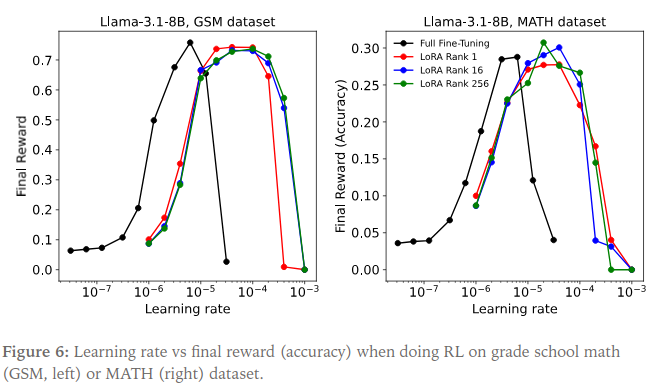 Llama-3.1-8B, GSM dataset
Final Reward
0.7
0.6
0.5
0.4
0.3
0.2
0.1
0.0
10⁻⁷
10⁻⁶
10⁻⁵
10⁻⁴
10⁻³
Learning rate
Llama-3.1-8B, MATH dataset
Final Reward (Accuracy)
0.30
0.25
0.20
0.15
0.10
0.05
0.00
Full Fine-Tuning
LoRA Rank 1
LoRA Rank 16
LoRA Rank 256
10⁻⁷
10⁻⁶
10⁻⁵
10⁻⁴
10⁻³
Learning rate
Figure 6: Learning rate vs final reward (accuracy) when doing RL on grade school math
(GSM, left) or MATH (right) dataset.